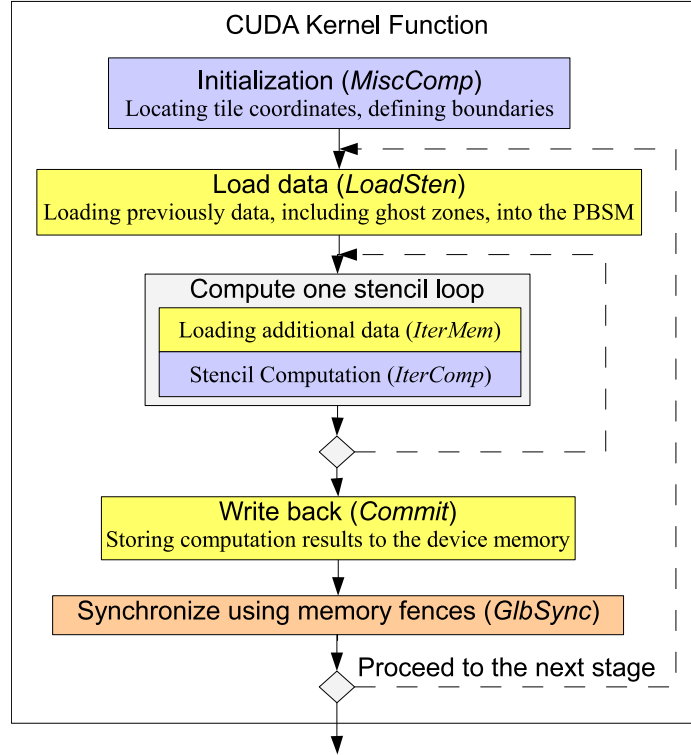 CUDA Kernel Function
Initialization (MiscComp)
Locating tile coordinates, defining boundaries
Load data (LoadSten)
Loading previously data, including ghost zones, into the PBSM
Compute one stencil loop
Loading additional data (IterMem)
Stencil Computation (IterComp)
Write back (Commit)
Storing computation results to the device memory
Synchronize using memory fences (GlbSync)
Proceed to the next stage